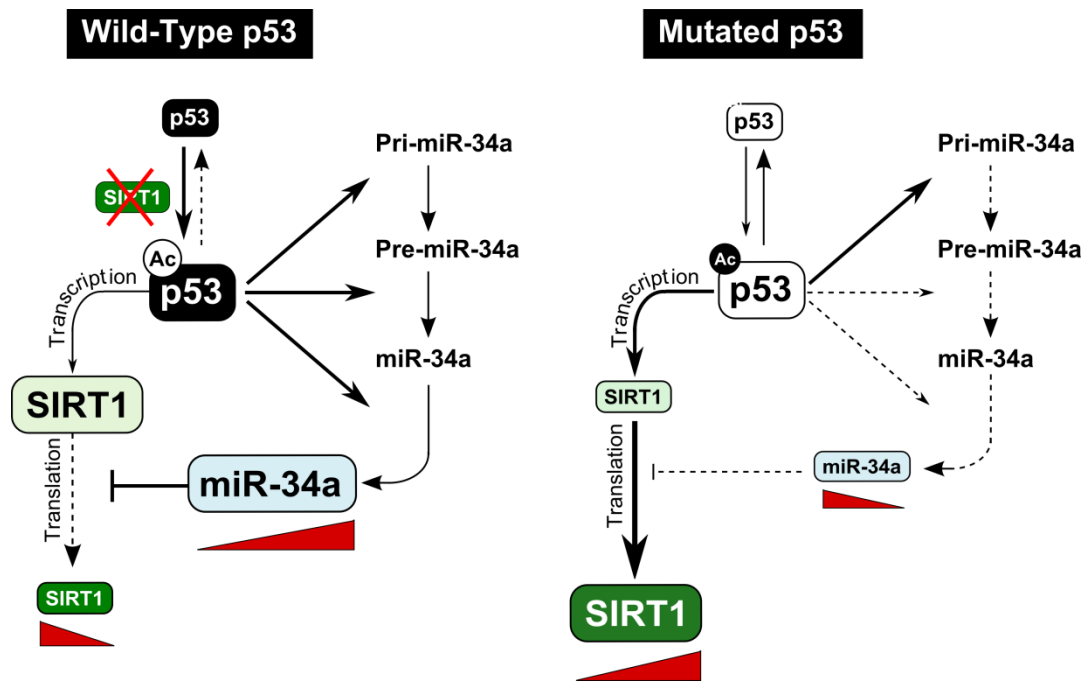 Wild-Type p53
p53
SIRT1
Ac
p53
Transcription
SIRT1
Translation
SIRT1
Pri-miR-34a
Pre-miR-34a
miR-34a
miR-34a
Mutated p53
p53
Ac
p53
Transcription
SIRT1
Translation
SIRT1
Pri-miR-34a
Pre-miR-34a
miR-34a
miR-34a